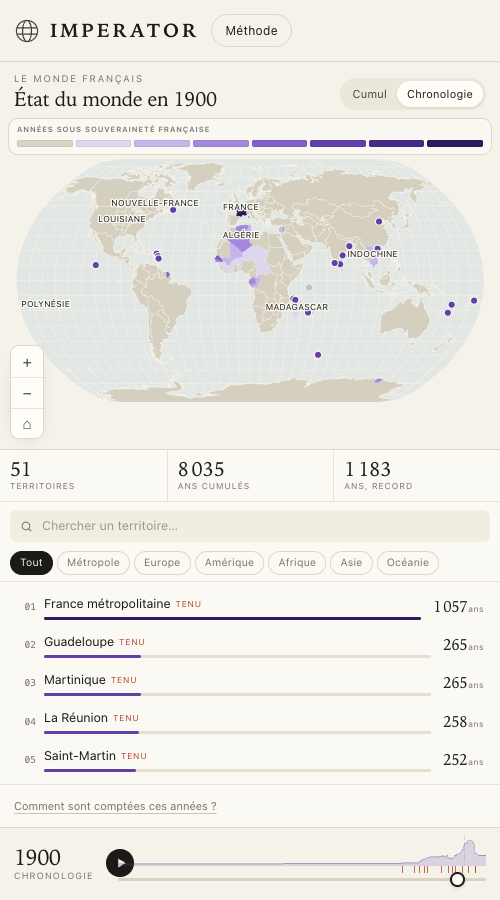 IMPERATOR
Méthode
LE MONDE FRANÇAIS
État du monde en 1900
Cumul
Chronologie
ANNÉES SOUS SOUVERAINETÉ FRANÇAISE
NOUVELLE-FRANCE
FRANCE
LOUISIANE
ALGÉRIE
INDOCHINE
POLYNÉSIE
MADAGASCAR
+
−
51
TERRITOIRES
8 035
ANS CUMULÉS
1 183
ANS, RECORD
Chercher un territoire...
Tout
Métropole
Europe
Amérique
Afrique
Asie
Océanie
01 France métropolitaine TENU 1 057 ans
02 Guadeloupe TENU 265 ans
03 Martinique TENU 265 ans
04 La Réunion TENU 258 ans
05 Saint-Martin TENU 252 ans
Comment sont comptées ces années ?
1900
CHRONOLOGIE